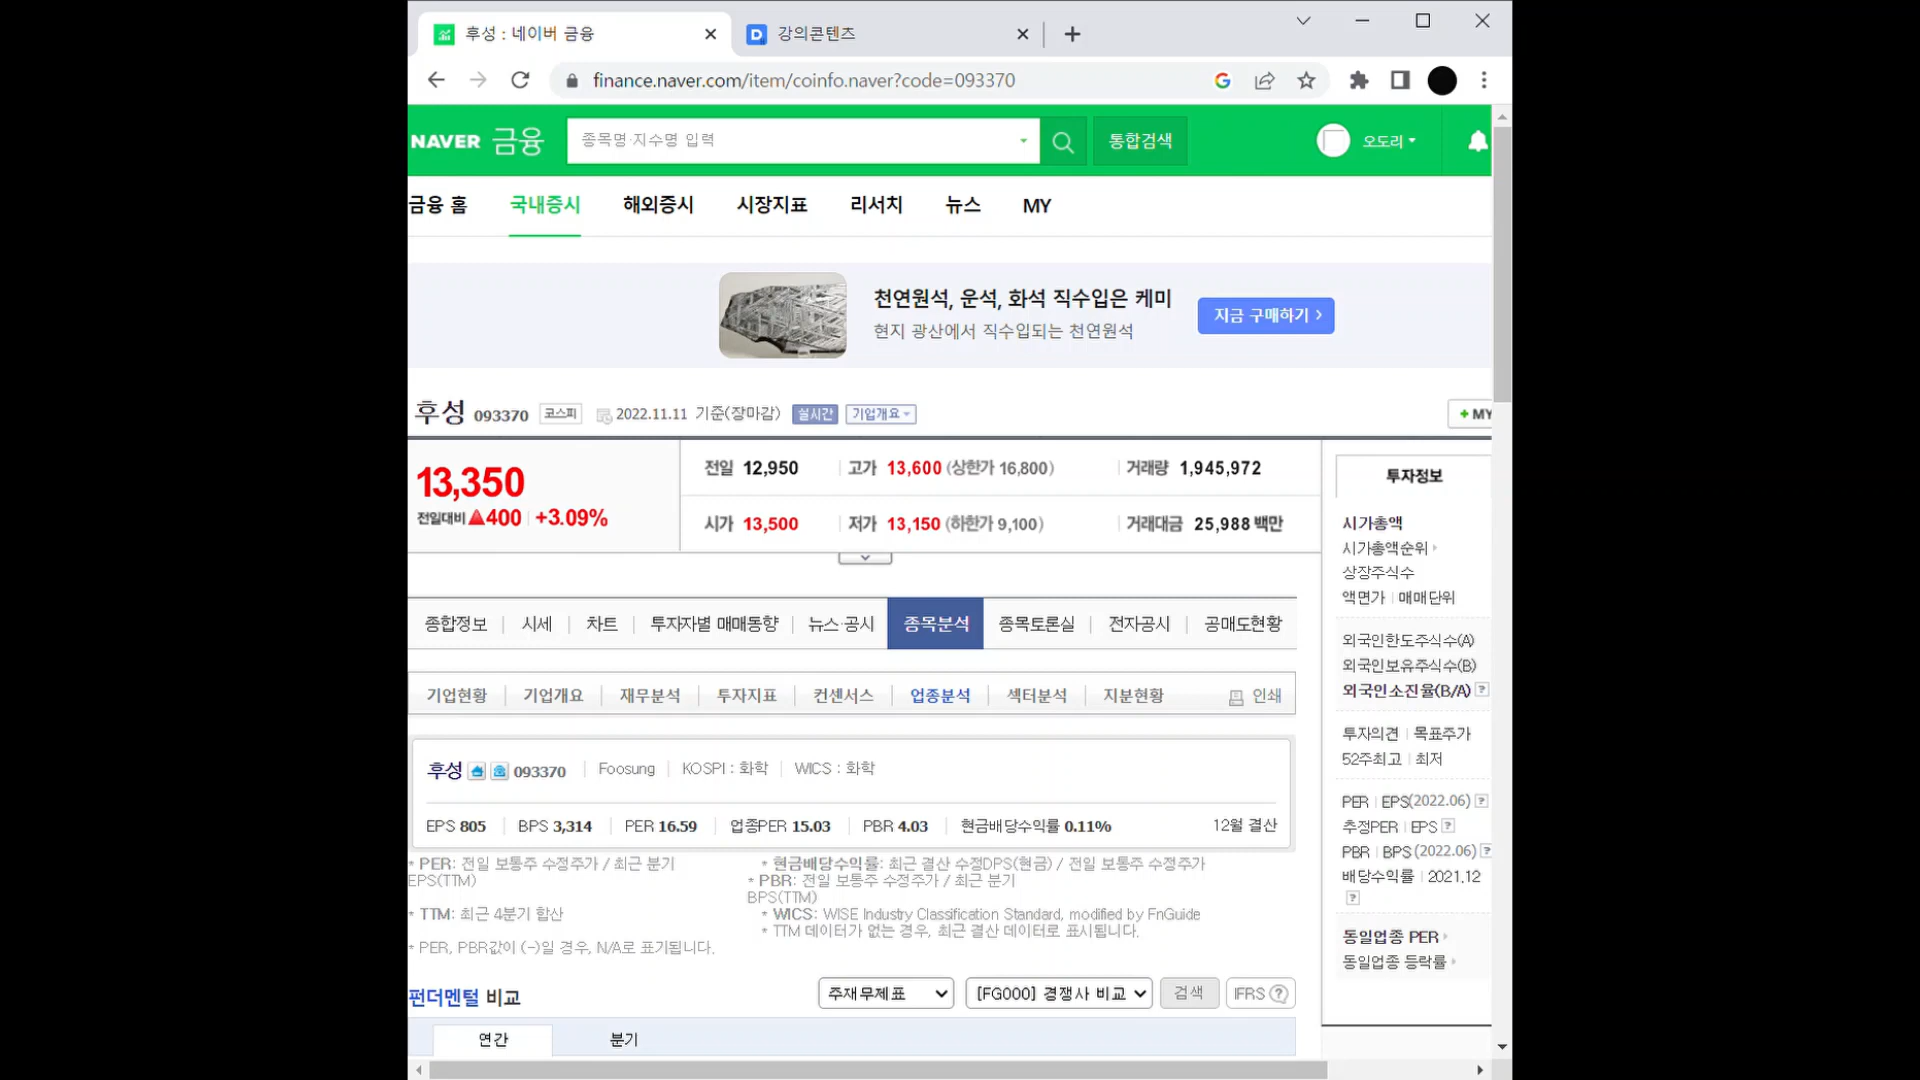 후성 : 네이버 금융
강의콘텐츠
finance.naver.com/item/coinfo.naver?code=093370
NAVER 금융
종목명·지수명 입력
통합검색
오도리
금융 홈 국내증시 해외증시 시장지표 리서치 뉴스 MY
천연원석, 운석, 화석 직수입은 케미
현지 광산에서 직수입되는 천연원석
지금 구매하기 >
후성 093370 코스피 2022.11.11 기준(장마감) 실시간 기업개요
+ MY
13,350
전일대비 ▲400 +3.09%
전일 12,950 고가 13,600 (상한가 16,800) 거래량 1,945,972
시가 13,500 저가 13,150 (하한가 9,100) 거래대금 25,988 백만
종합정보 시세 차트 투자자별 매매동향 뉴스·공시 종목분석 종목토론실 전자공시 공매도현황
기업현황 기업개요 재무분석 투자지표 컨센서스 업종분석 섹터분석 지분현황 인쇄
후성 093370 Foosung KOSPI : 화학 WICS : 화학
EPS 805 BPS 3,314 PER 16.59 업종PER 15.03 PBR 4.03 현금배당수익률 0.11% 12월 결산
* PER: 전일 보통주 수정주가 / 최근 분기
EPS(TTM)
* TTM: 최근 4분기 합산
* PER, PBR값이 (-)일 경우, N/A로 표기됩니다.
* 현금배당수익률: 최근 결산 수정DPS(현금) / 전일 보통주 수정주가
* PBR: 전일 보통주 수정주가 / 최근 분기
BPS(TTM)
* WICS: WISE Industry Classification Standard, modified by FnGuide
* TTM 데이터가 없는 경우, 최근 결산 데이터로 표시됩니다.
펀더멘털 비교
주재무제표 [FG000] 경쟁사 비교 검색 IFRS ?
연간 분기
투자정보
시가총액
시가총액순위
상장주식수
액면가 매매단위
외국인한도주식수(A)
외국인보유주식수(B)
외국인소진율(B/A) ?
투자의견 목표주가
52주최고 최저
PER EPS(2022.06) ?
추정PER EPS ?
PBR BPS (2022.06) ?
배당수익률 2021.12
?
동일업종 PER
동일업종 등락률